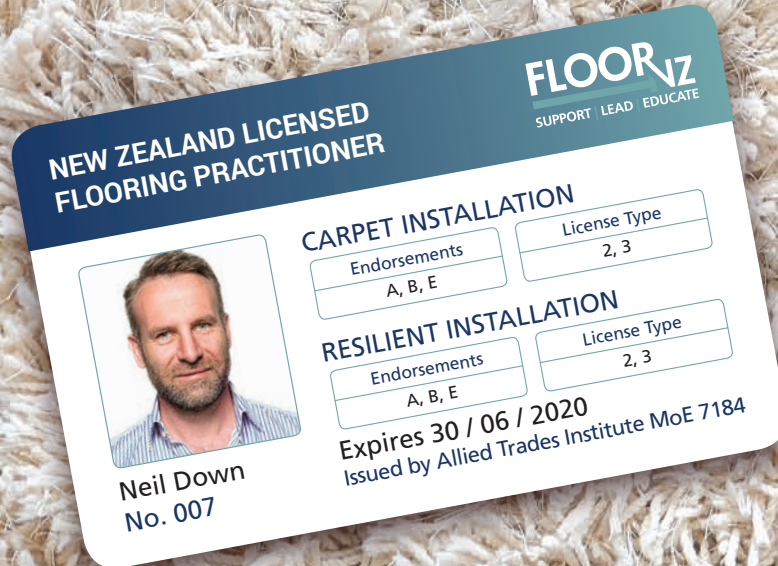 NEW ZEALAND LICENSED
FLOORING PRACTITIONER
FLOORNZ
SUPPORT | LEAD | EDUCATE
CARPET INSTALLATION
Endorsements
A, B, E
License Type
2, 3
RESILIENT INSTALLATION
Endorsements
A, B, E
License Type
2, 3
Expires 30 / 06 / 2020
Issued by Allied Trades Institute MoE 7184
Neil Down
No. 007